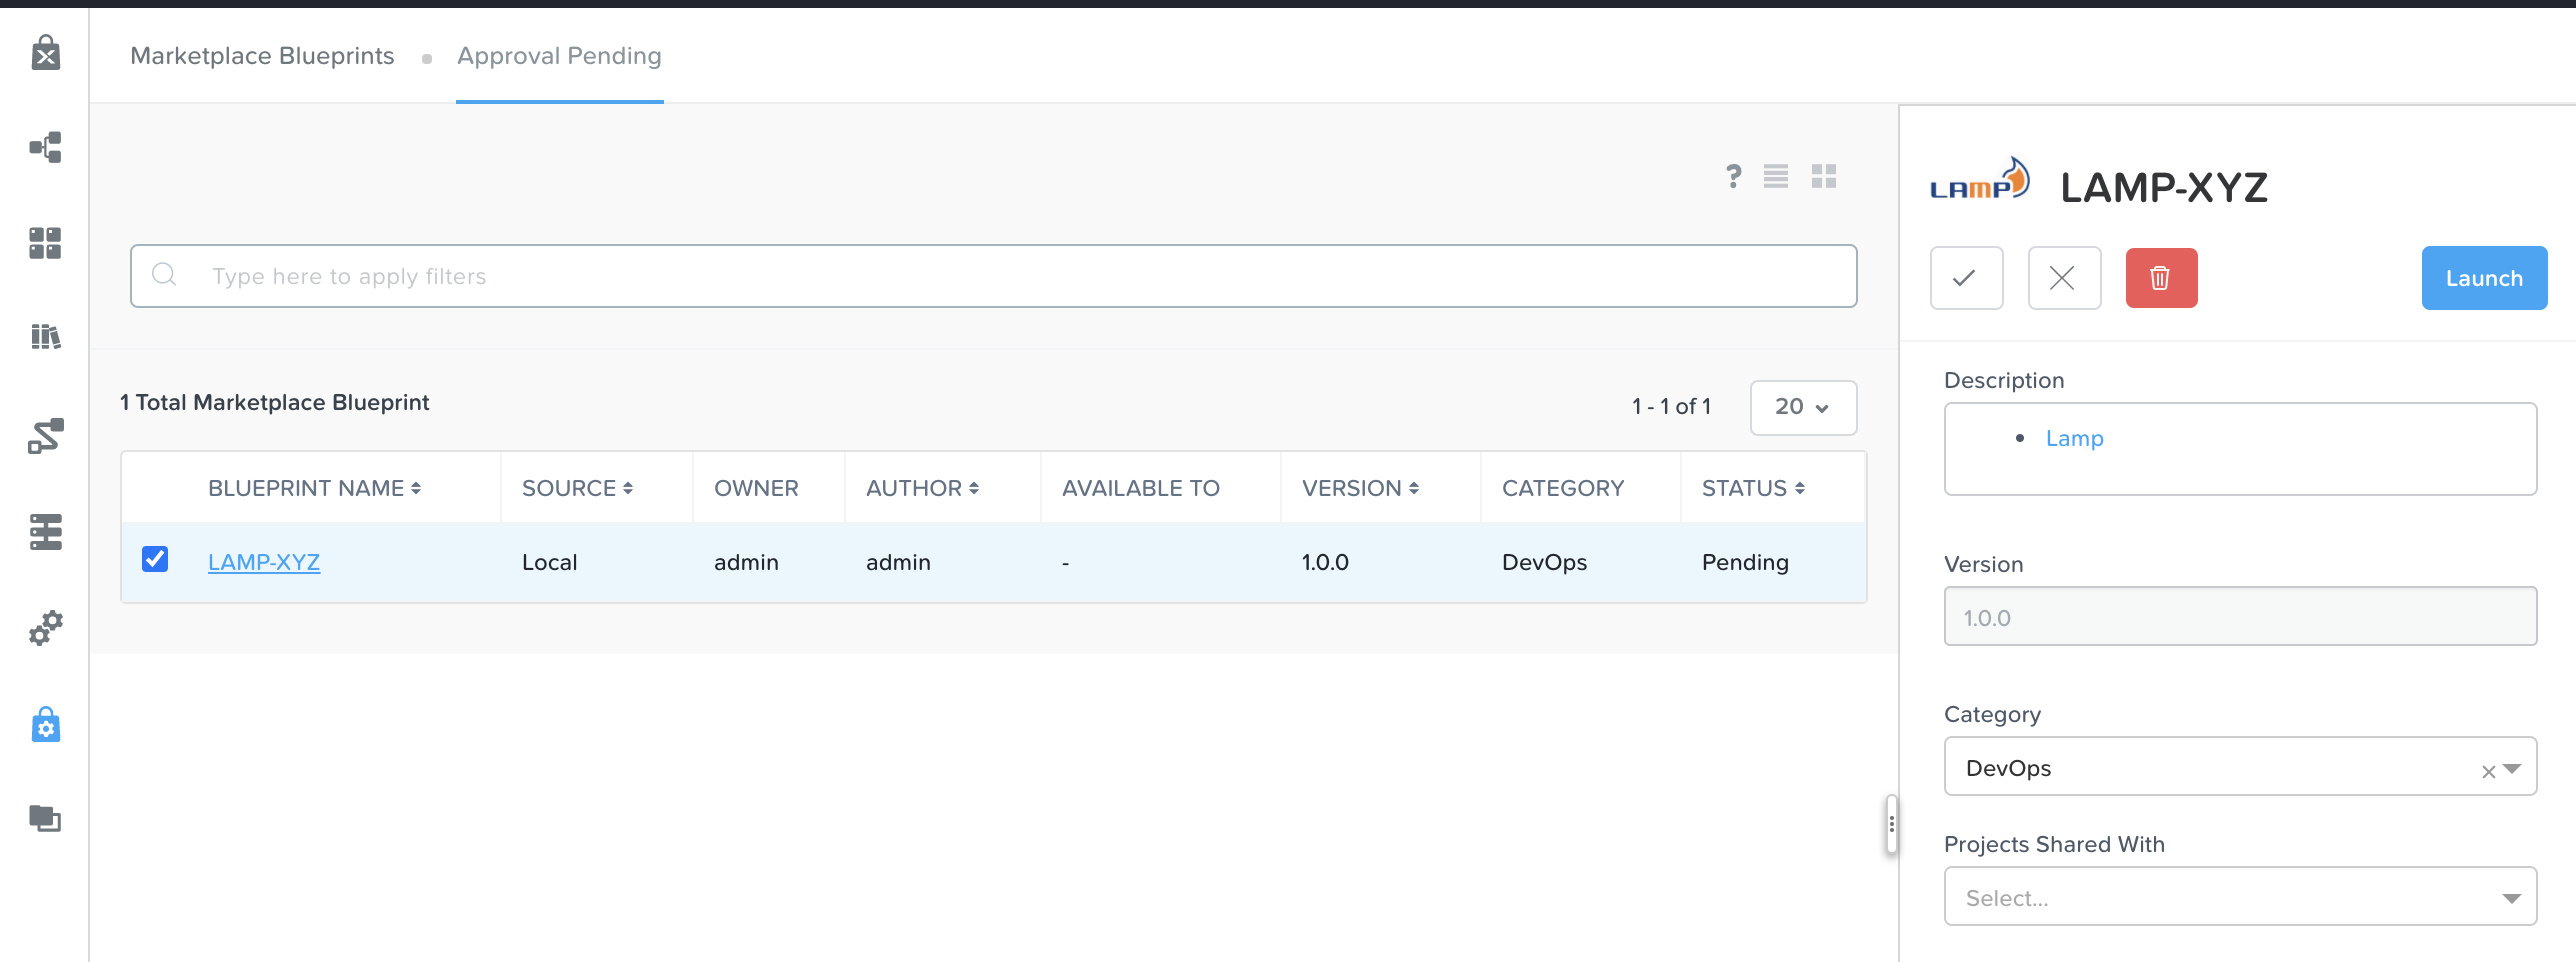 Marketplace Blueprints
Approval Pending
?
Type here to apply filters
1 Total Marketplace Blueprint
1 - 1 of 1
20
BLUEPRINT NAME SOURCE OWNER AUTHOR AVAILABLE TO VERSION CATEGORY STATUS
LAMP-XYZ Local admin admin - 1.0.0 DevOps Pending
LAMP
LAMP-XYZ
Launch
Description
• Lamp
Version
1.0.0
Category
DevOps
Projects Shared With
Select...